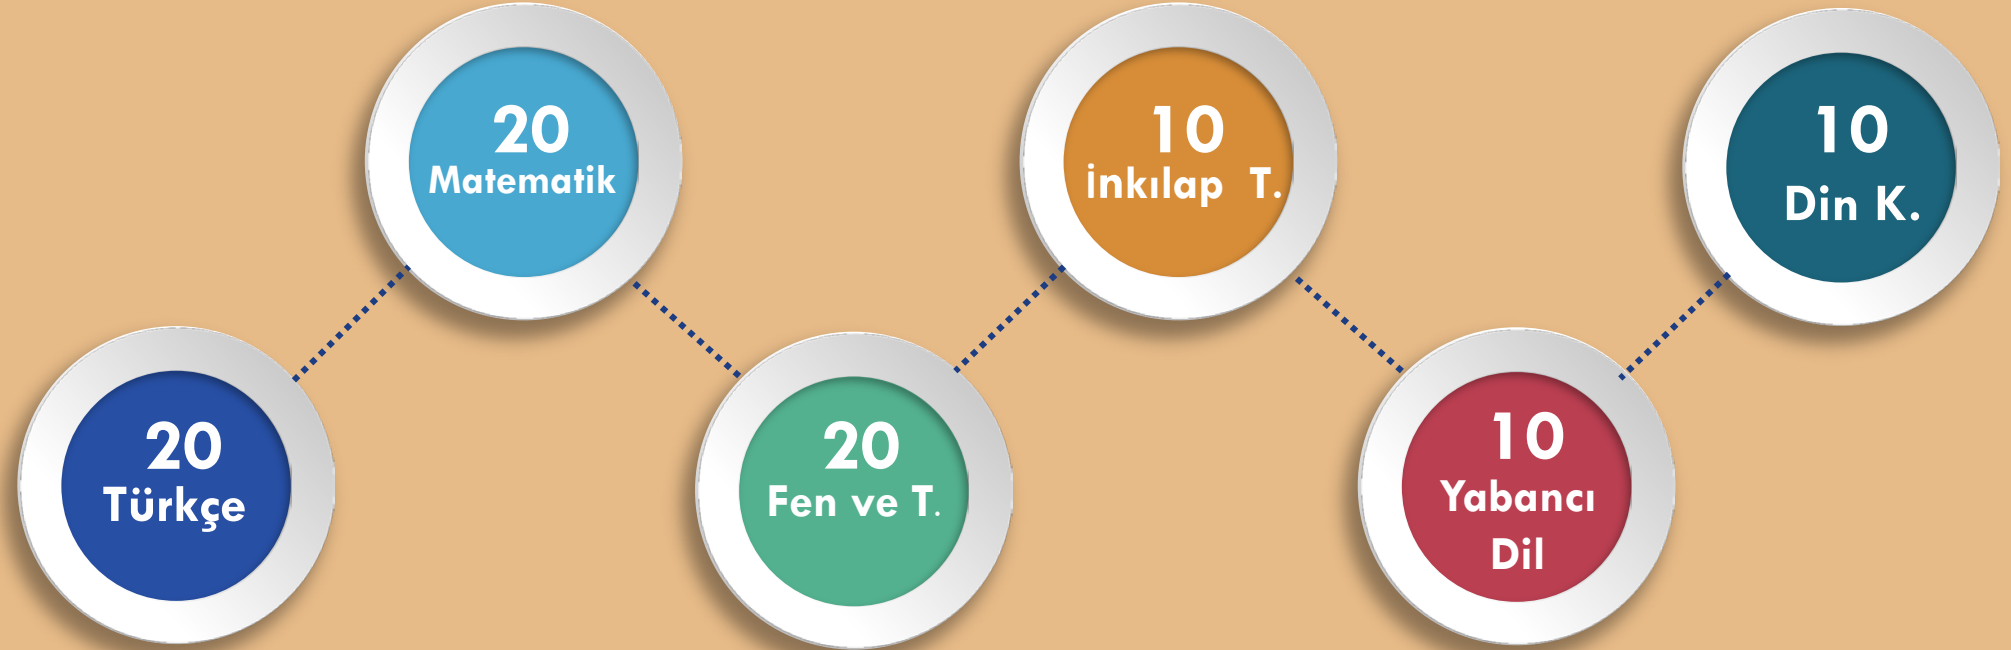 20
Türkçe
20
Matematik
20
Fen ve T.
10
İnkılap T.
10
Yabancı
Dil
10
Din K.